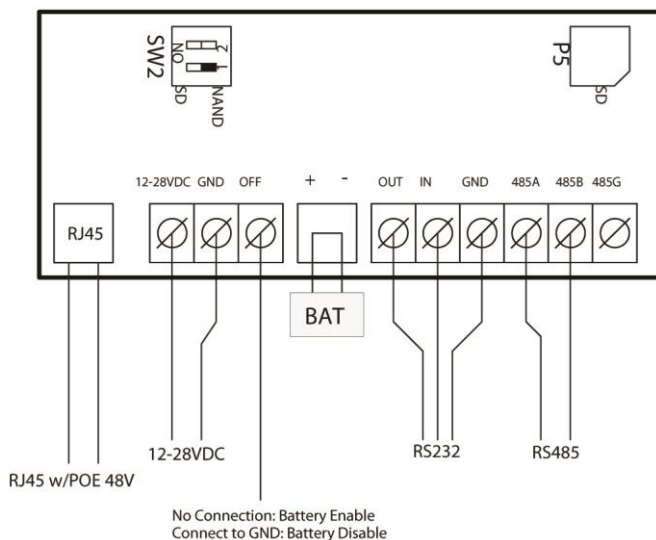 SW2
ON
2
1
SD
NAND
P5
SD
12-28VDC GND OFF + - OUT IN GND 485A 485B 485G
RJ45
BAT
12-28VDC
RS232
RS485
RJ45 w/POE 48V
No Connection: Battery Enable
Connect to GND: Battery Disable